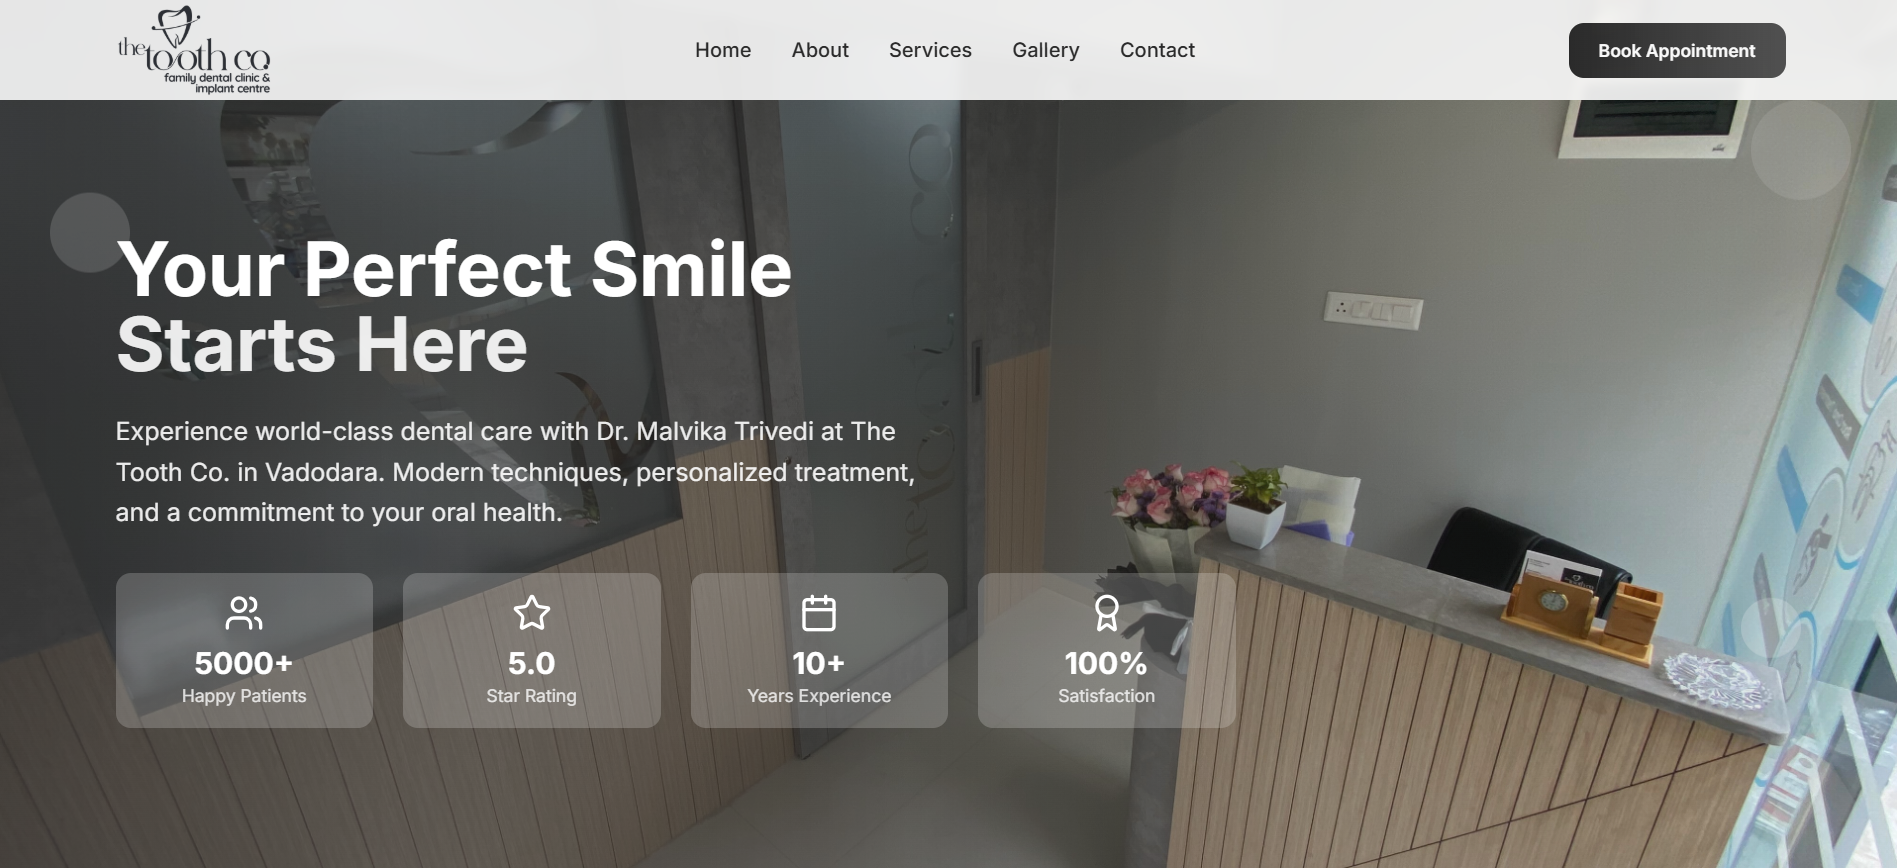 the tooth co.
family dental clinic &
implant centre
Home
About
Services
Gallery
Contact
Book Appointment
Your Perfect Smile
Starts Here
Experience world-class dental care with Dr. Malvika Trivedi at The
Tooth Co. in Vadodara. Modern techniques, personalized treatment,
and a commitment to your oral health.
5000+
Happy Patients
5.0
Star Rating
10+
Years Experience
100%
Satisfaction